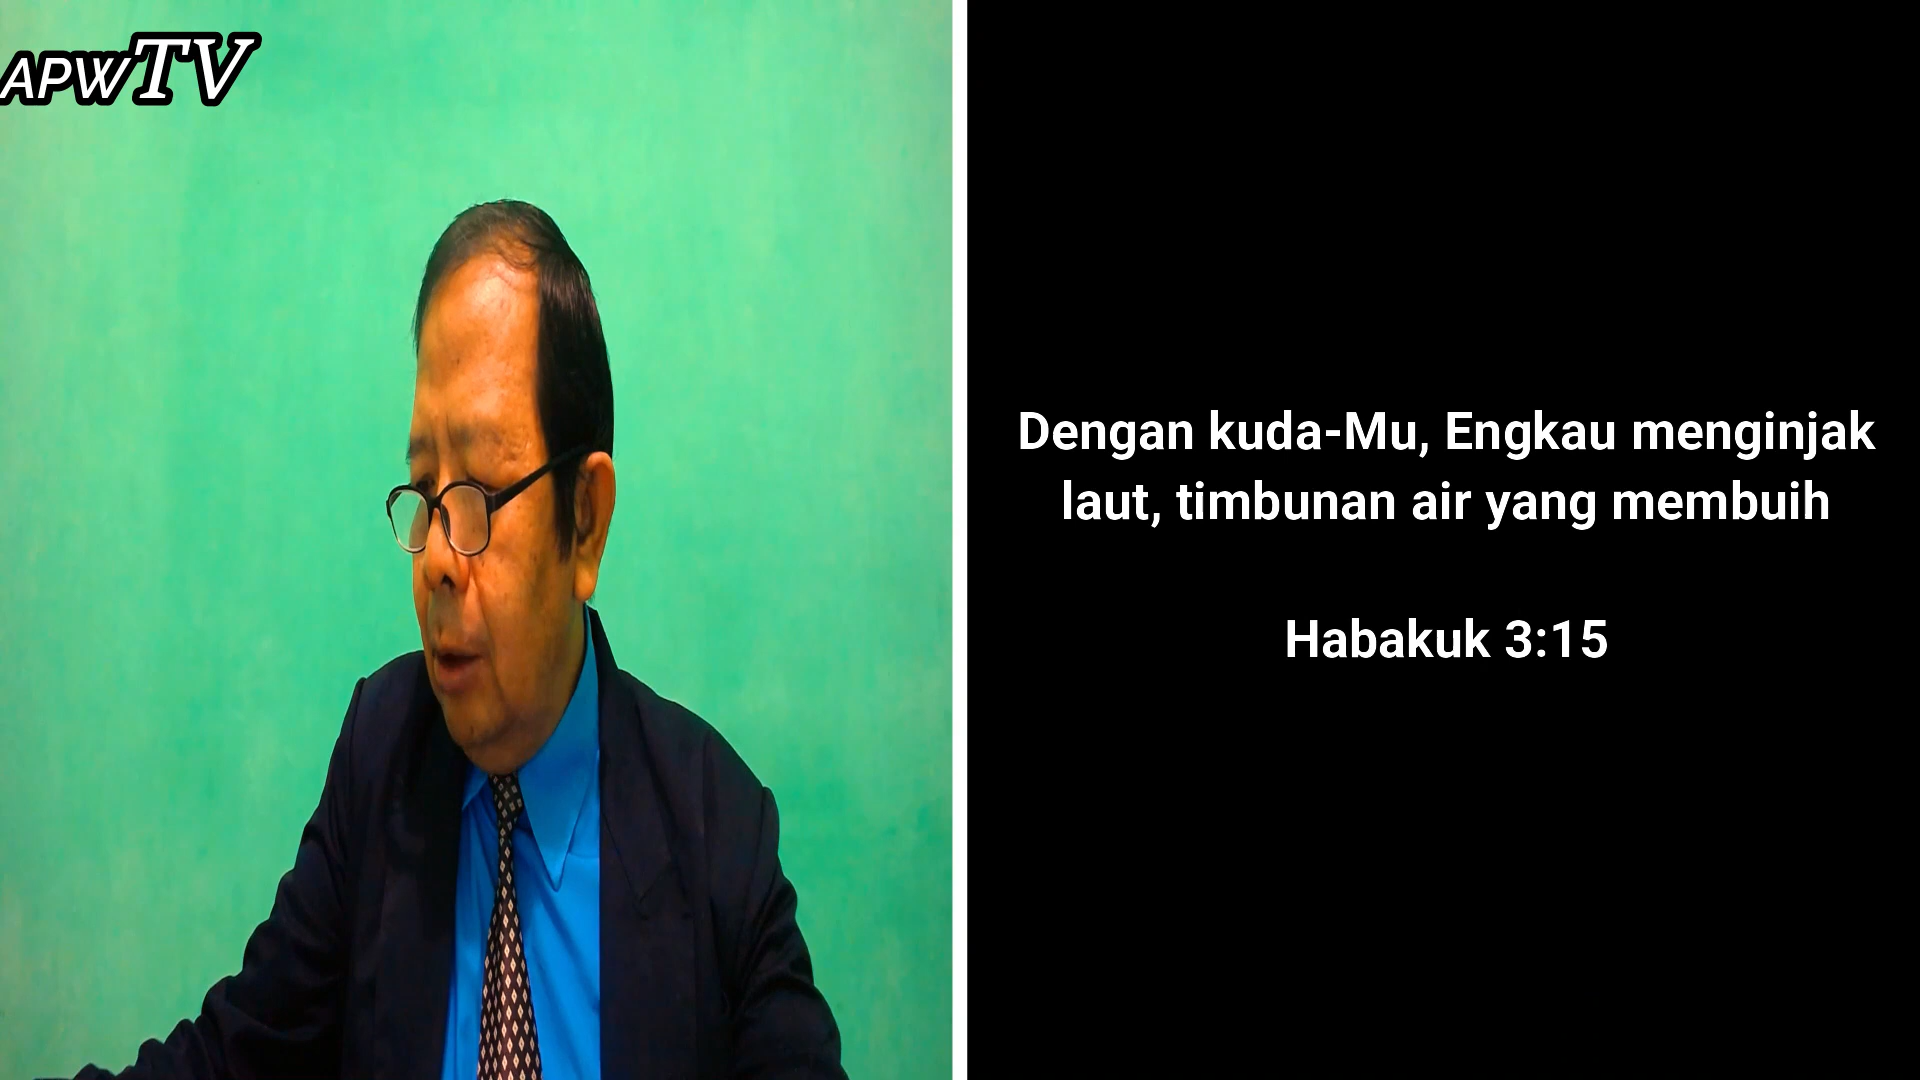 APWTV
Dengan kuda-Mu, Engkau menginjak
laut, timbunan air yang membuih
Habakuk 3:15